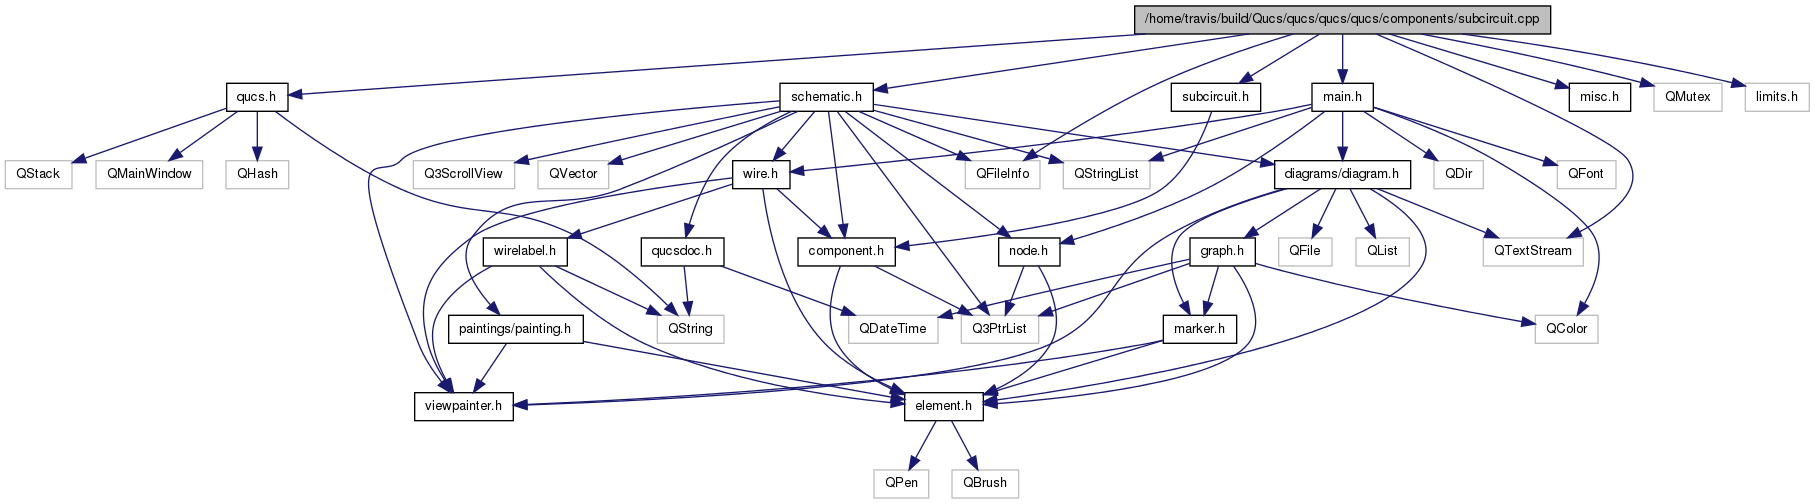 /home/travis/build/Qucs/qucs/qucs/qucs/components/subcircuit.cpp
qucs.h
schematic.h
subcircuit.h
main.h
misc.h
QMutex
limits.h
QStack
QMainWindow
QHash
Q3ScrollView
QVector
wire.h
QFileInfo
QStringList
diagrams/diagram.h
QDir
QFont
wirelabel.h
qucsdoc.h
component.h
node.h
graph.h
QFile
QList
QTextStream
paintings/painting.h
QString
QDateTime
Q3PtrList
marker.h
QColor
viewpainter.h
element.h
QPen
QBrush